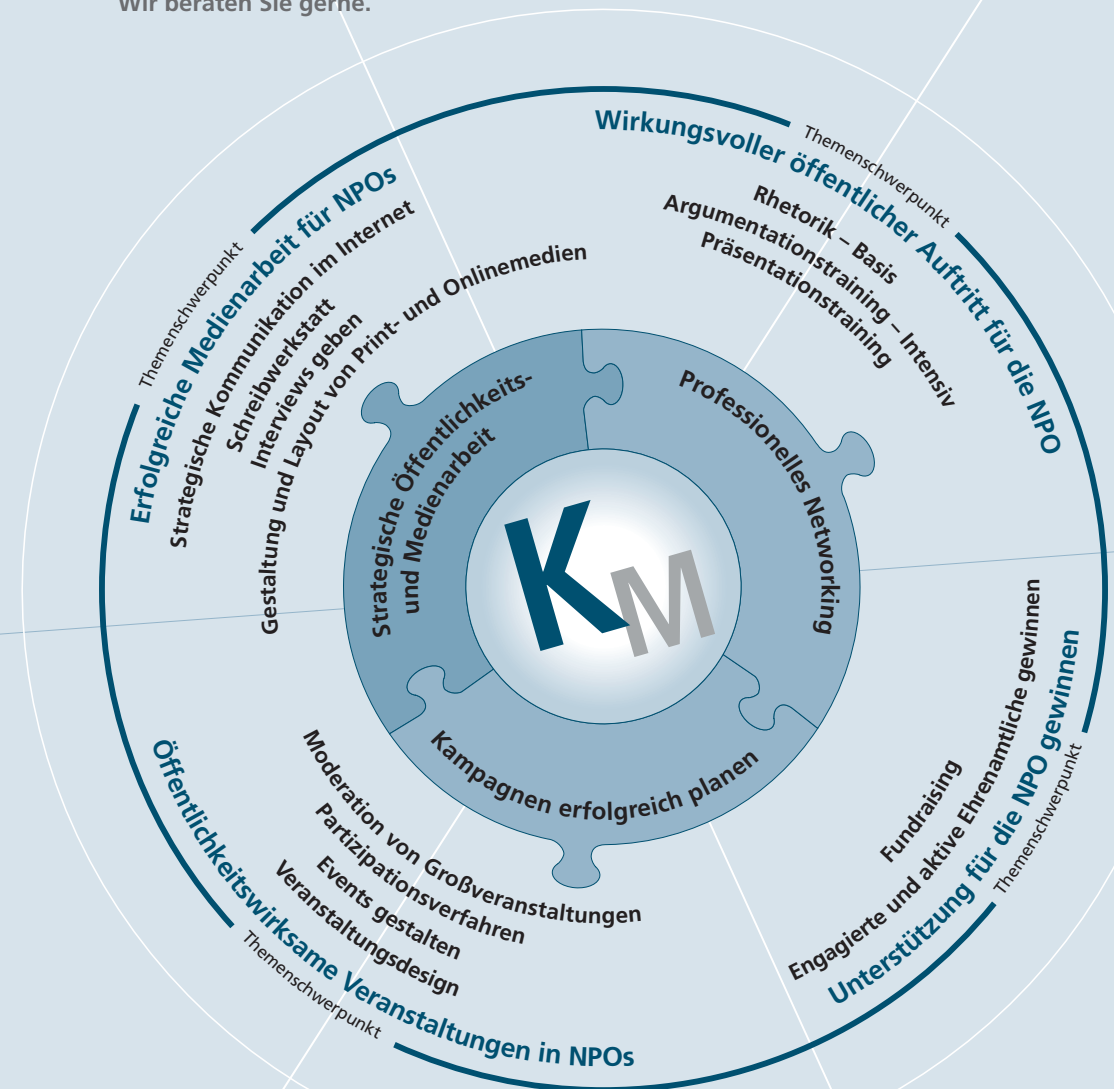 Wir beraten Sie gerne.
Themenschwerpunkt
Erfolgreiche Medienarbeit für NPOs
Strategische Kommunikation im Internet
Schreibwerkstatt
Interviews geben
Gestaltung und Layout von Print- und Onlinemedien
Themenschwerpunkt
Wirkungsvoller öffentlicher Auftritt für die NPO
Rhetorik – Basis
Argumentationstraining – Intensiv
Präsentationstraining
Strategische Öffentlichkeits-
und Medienarbeit
Professionelles Networking
Kampagnen erfolgreich planen
KM
Fundraising
Engagierte und aktive Ehrenamtliche gewinnen
Unterstützung für die NPO gewinnen
Themenschwerpunkt
Moderation von Großveranstaltungen
Partizipationsverfahren
Events gestalten
Veranstaltungsdesign
Öffentlichkeitswirksame Veranstaltungen in NPOs
Themenschwerpunkt